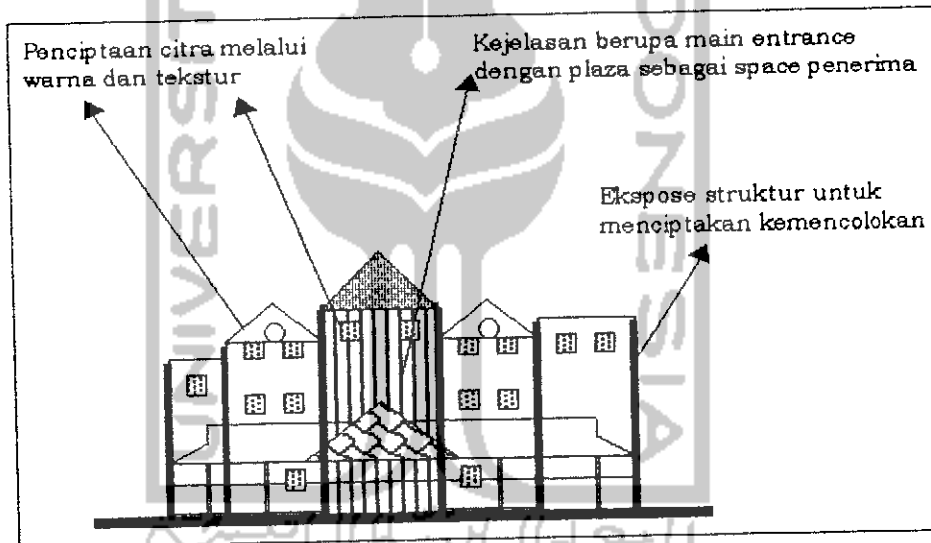 Penciptaan citra melalui
warna dan tekstur
Kejelasan berupa main entrance
dengan plaza sebagai space penerima
Ekspose struktur untuk
menciptakan kemencolokan